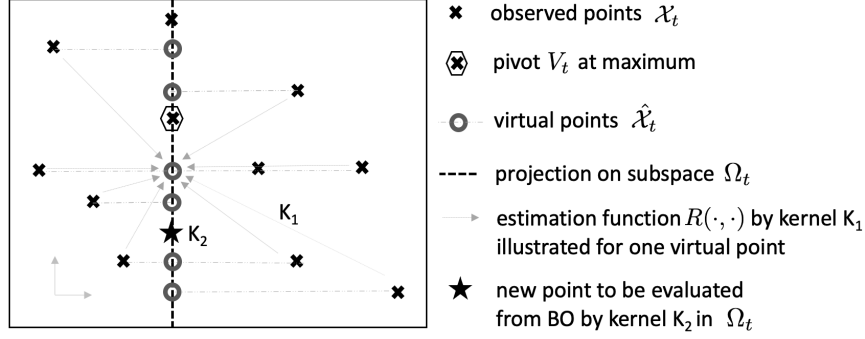 observed points 𝒳ₜ
pivot Vₜ at maximum
virtual points 𝒳̂ₜ
projection on subspace Ωₜ
estimation function R(·,·) by kernel K₁
illustrated for one virtual point
new point to be evaluated
from BO by kernel K₂ in Ωₜ
K₁
K₂